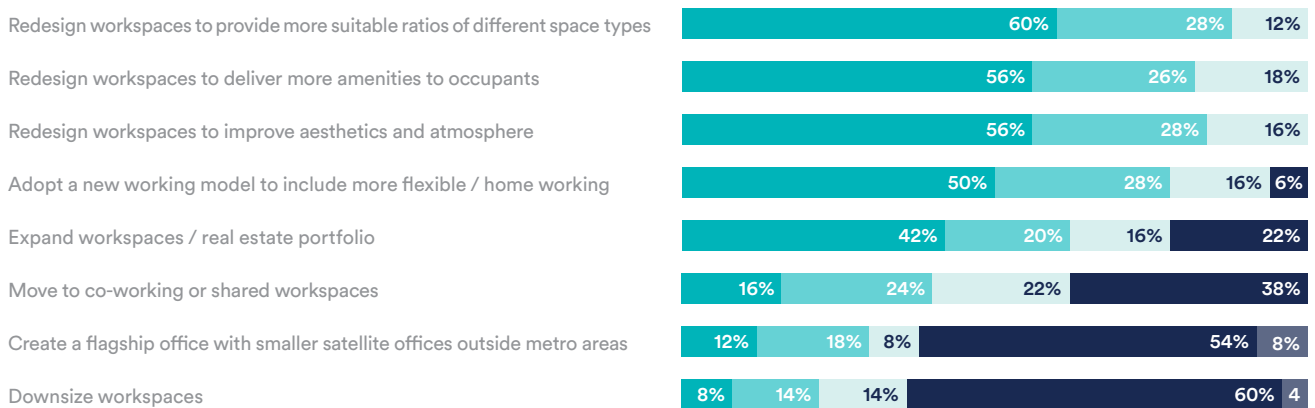 Redesign workspaces to provide more suitable ratios of different space types 60% 28% 12%
Redesign workspaces to deliver more amenities to occupants 56% 26% 18%
Redesign workspaces to improve aesthetics and atmosphere 56% 28% 16%
Adopt a new working model to include more flexible / home working 50% 28% 16% 6%
Expand workspaces / real estate portfolio 42% 20% 16% 22%
Move to co-working or shared workspaces 16% 24% 22% 38%
Create a flagship office with smaller satellite offices outside metro areas 12% 18% 8% 54% 8%
Downsize workspaces 8% 14% 14% 60% 4